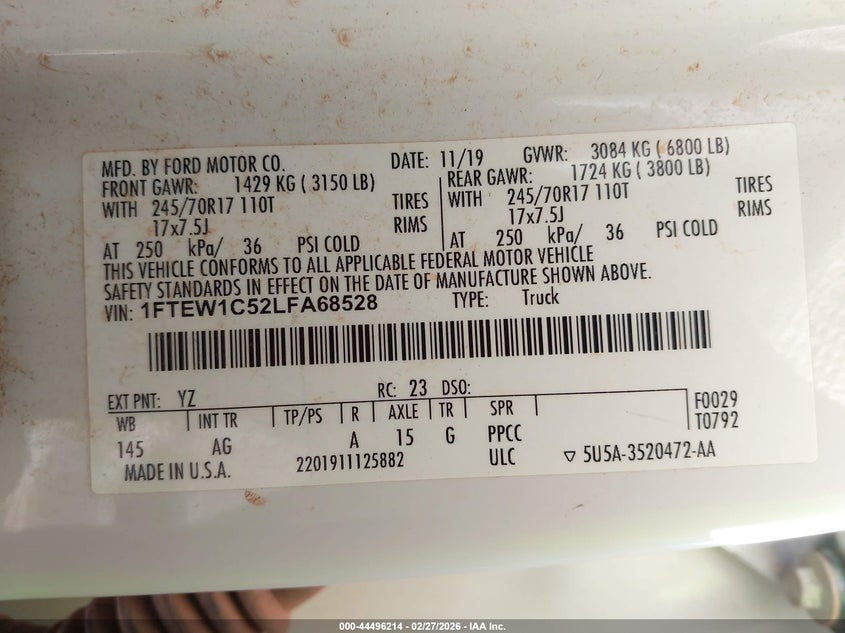 MFD. BY FORD MOTOR CO. DATE: 11/19 GVWR: 3084 KG ( 6800 LB)
FRONT GAWR: 1429 KG ( 3150 LB) REAR GAWR: 1724 KG ( 3800 LB)
WITH 245/70R17 110T TIRES WITH 245/70R17 110T TIRES
17x7.5J RIMS 17x7.5J RIMS
AT 250 kPa/ 36 PSI COLD AT 250 kPa/ 36 PSI COLD
THIS VEHICLE CONFORMS TO ALL APPLICABLE FEDERAL MOTOR VEHICLE
SAFETY STANDARDS IN EFFECT ON THE DATE OF MANUFACTURE SHOWN ABOVE.
VIN: 1FTEW1C52LFA68528 TYPE: Truck
EXT PNT: YZ RC: 23 DSO:
WB INT TR TP/PS R AXLE TR SPR F0029
145 AG A 15 G PPCC T0792
MADE IN U.S.A. 2201911125882 ULC ▽ 5U5A-3520472-AA
000-44496214 - 02/27/2026 - IAA Inc.